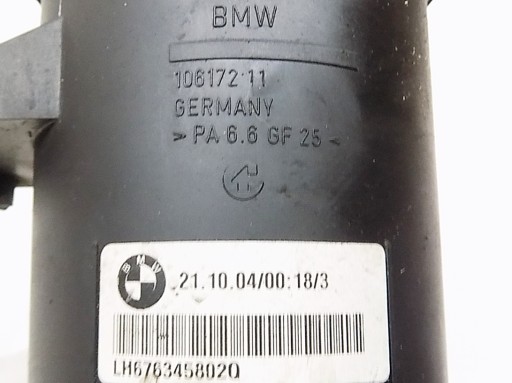 BMW
106172 11
GERMANY
> PA 6.6 GF 25 <
BMW
21.10.04/00:18/3
LH6763458020